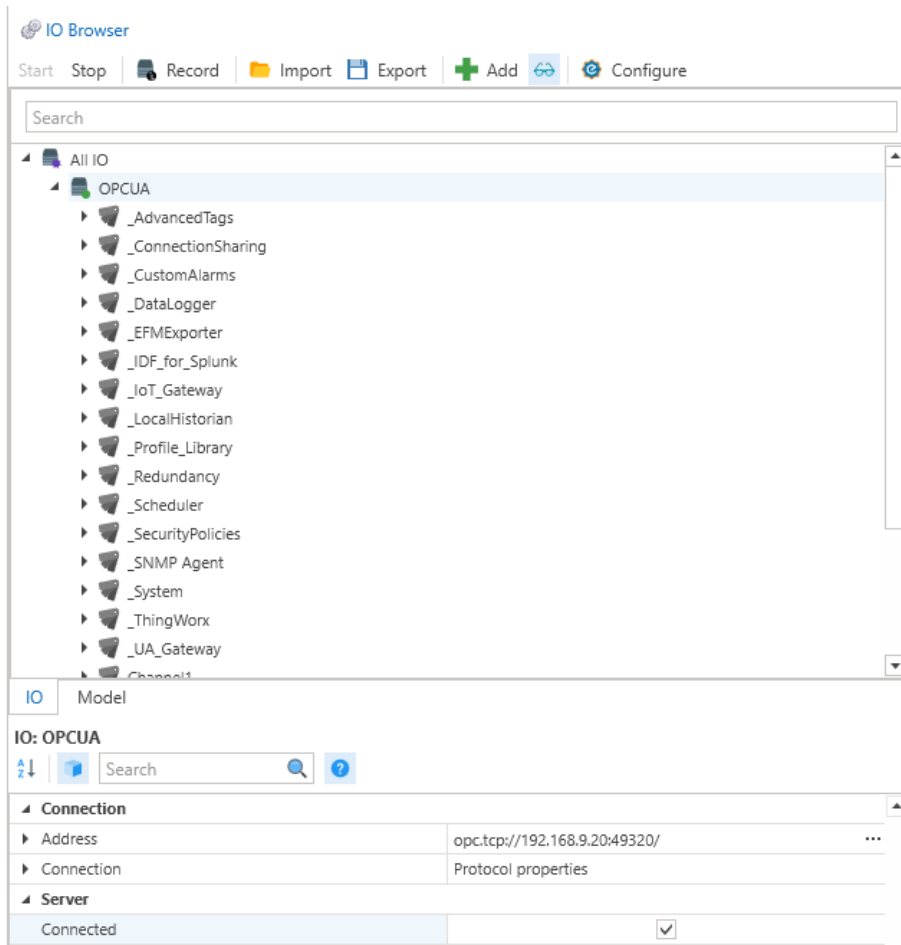 IO Browser
Start Stop Record Import Export Add Configure
Search
All IO
OPCUA
_AdvancedTags
_ConnectionSharing
_CustomAlarms
_DataLogger
_EFMExporter
_IDF_for_Splunk
_IoT_Gateway
_LocalHistorian
_Profile_Library
_Redundancy
_Scheduler
_SecurityPolicies
_SNMP Agent
_System
_ThingWorx
_UA_Gateway
Channel1
IO Model
IO: OPCUA
Search
Connection
Address opc.tcp://192.168.9.20:49320/ ...
Connection Protocol properties
Server
Connected